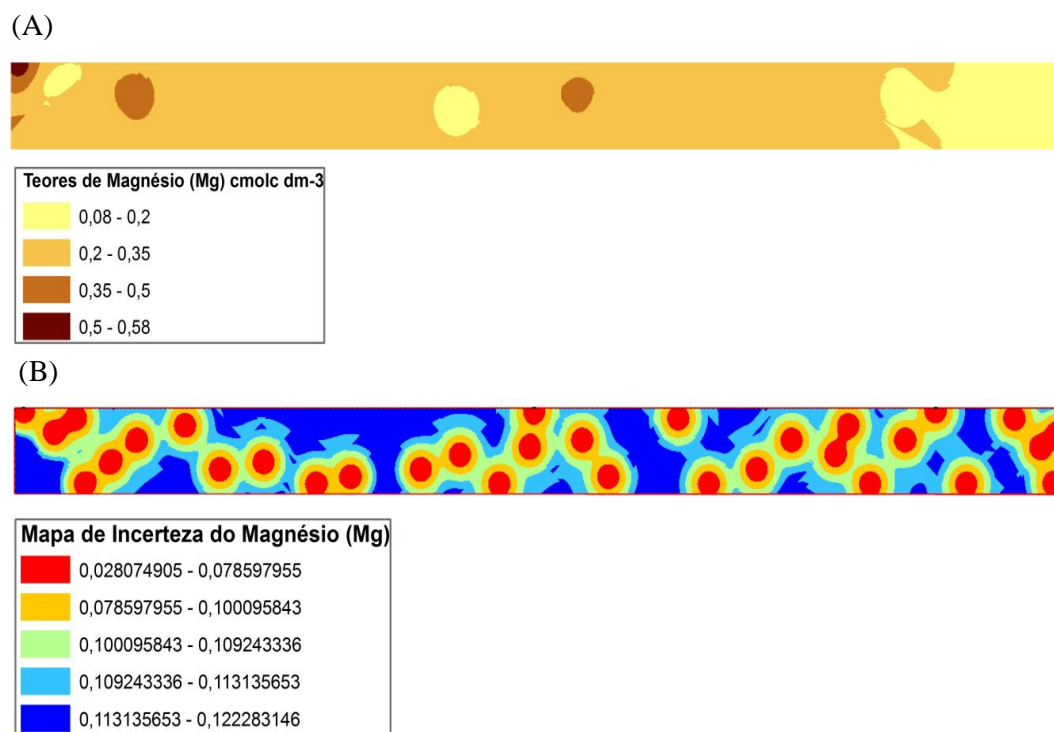 (A)
Teores de Magnésio (Mg) cmolc dm-3
0,08 - 0,2
0,2 - 0,35
0,35 - 0,5
0,5 - 0,58
(B)
Mapa de Incerteza do Magnésio (Mg)
0,028074905 - 0,078597955
0,078597955 - 0,100095843
0,100095843 - 0,109243336
0,109243336 - 0,113135653
0,113135653 - 0,122283146